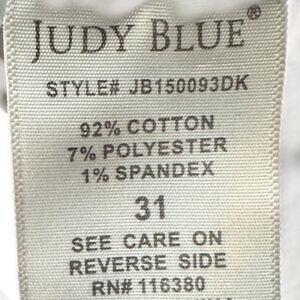 JUDY BLUE®
STYLE# JB150093DK
92% COTTON
7% POLYESTER
1% SPANDEX
31
SEE CARE ON
REVERSE SIDE
RN# 116380